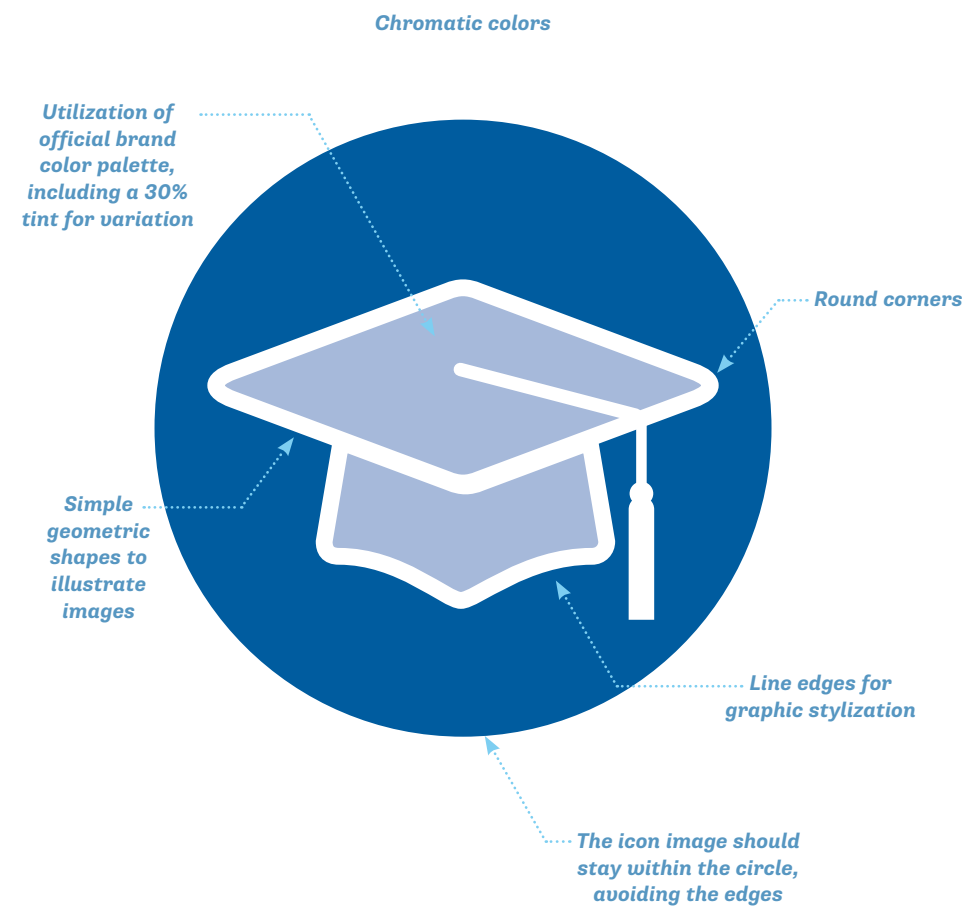 Chromatic colors
Utilization of
official brand
color palette,
including a 30%
tint for variation
Round corners
Simple
geometric
shapes to
illustrate
images
Line edges for
graphic stylization
The icon image should
stay within the circle,
avoiding the edges